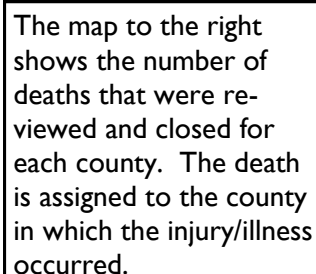 The map to the right
shows the number of
deaths that were re-
viewed and closed for
each county.  The death
is assigned to the county
in which the injury/illness
occurred.